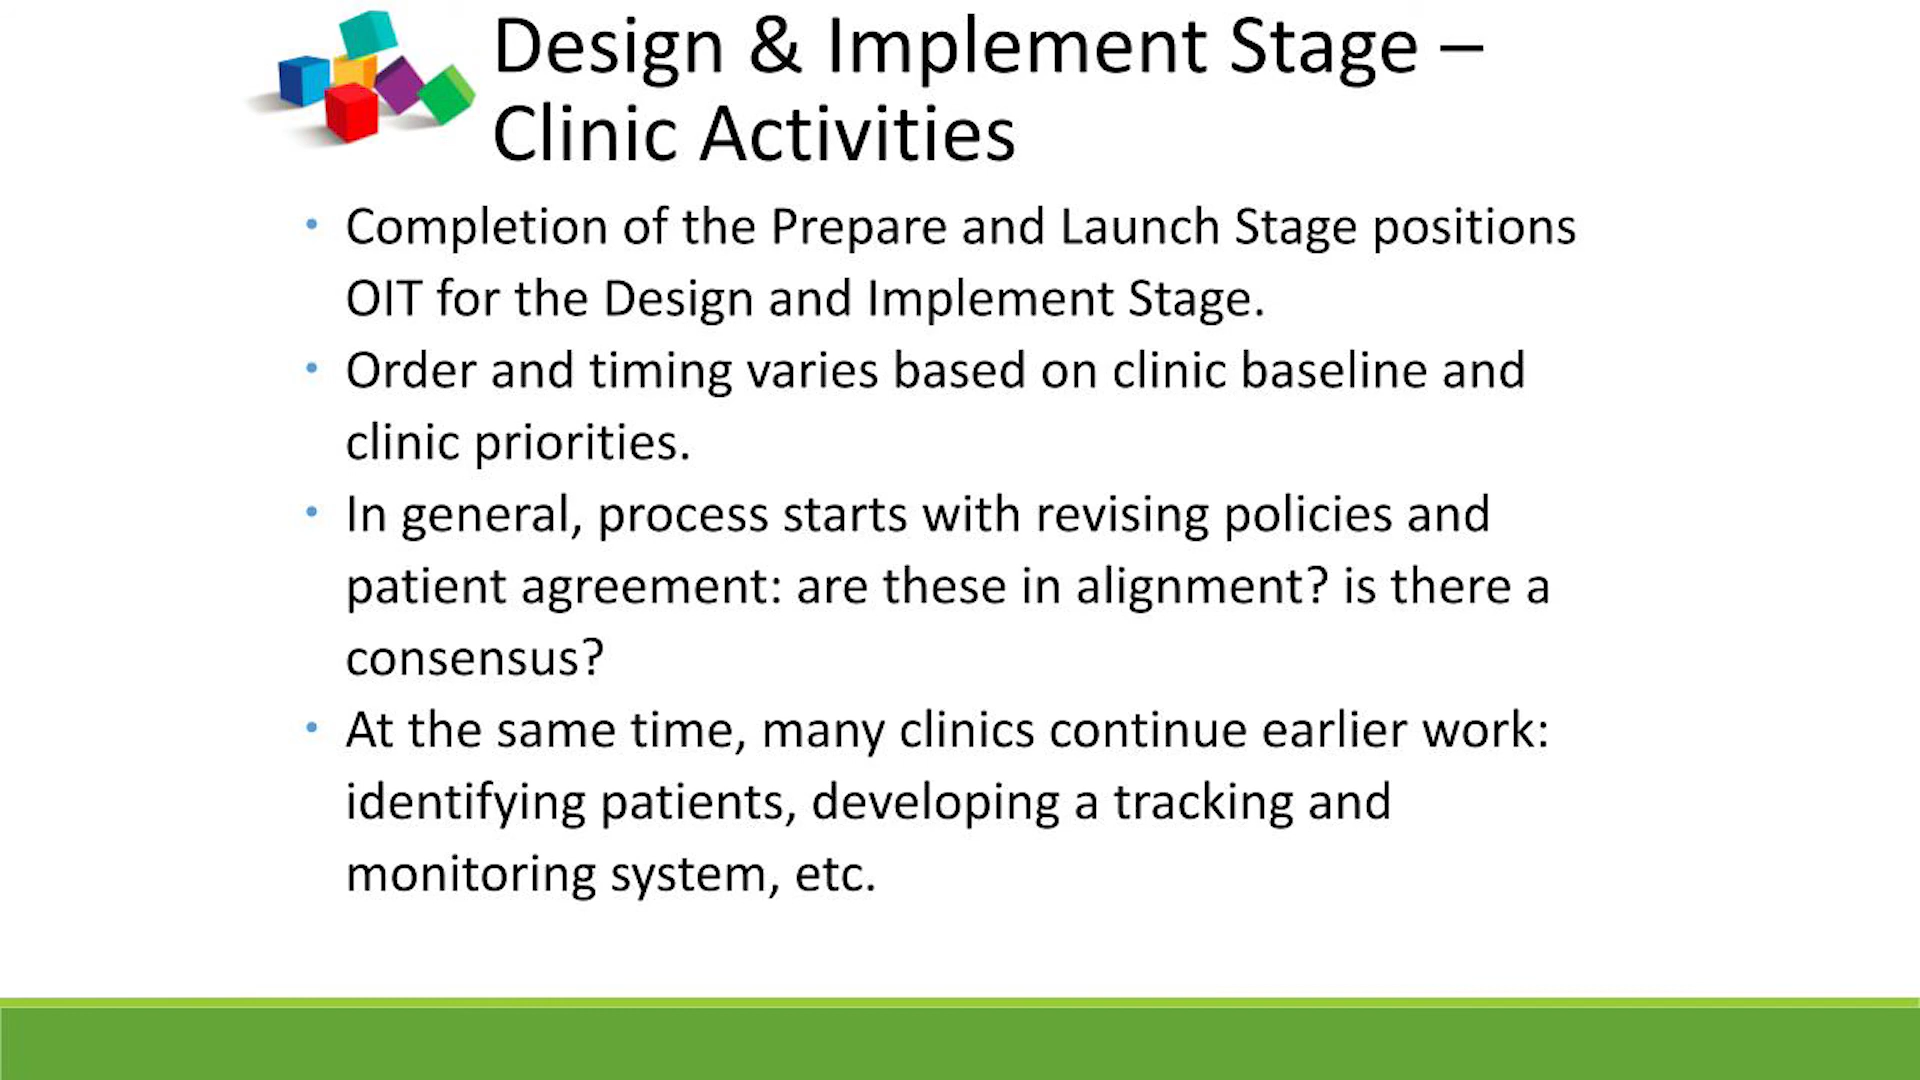 Design & Implement Stage –
Clinic Activities
• Completion of the Prepare and Launch Stage positions
OIT for the Design and Implement Stage.
• Order and timing varies based on clinic baseline and
clinic priorities.
• In general, process starts with revising policies and
patient agreement: are these in alignment? is there a
consensus?
• At the same time, many clinics continue earlier work:
identifying patients, developing a tracking and
monitoring system, etc.